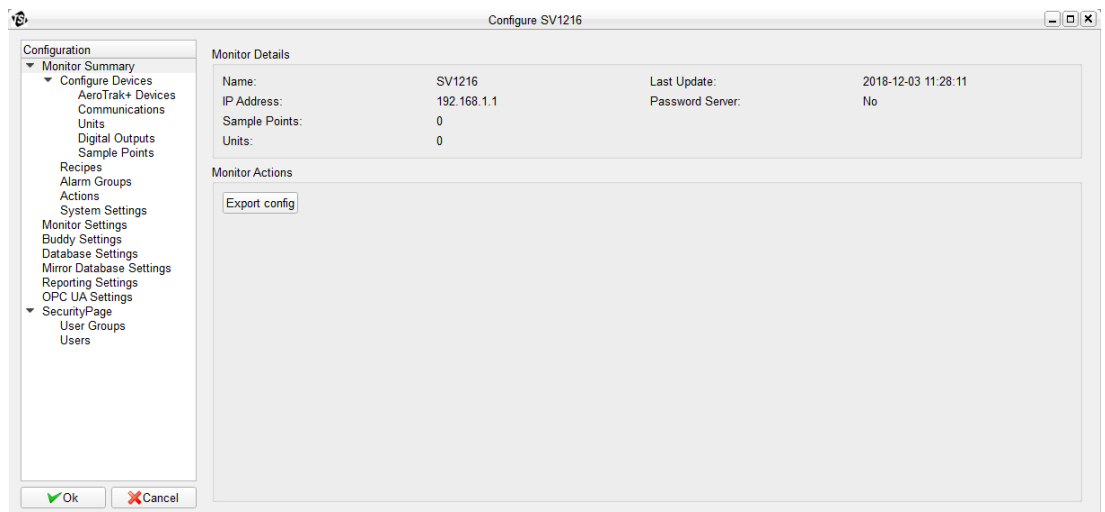 TSI
Configure SV1216
Configuration
Monitor Summary
Configure Devices
AeroTrak+ Devices
Communications
Units
Digital Outputs
Sample Points
Recipes
Alarm Groups
Actions
System Settings
Monitor Settings
Buddy Settings
Database Settings
Mirror Database Settings
Reporting Settings
OPC UA Settings
SecurityPage
User Groups
Users
Ok Cancel
Monitor Details
Name: SV1216 Last Update: 2018-12-03 11:28:11
IP Address: 192.168.1.1 Password Server: No
Sample Points: 0
Units: 0
Monitor Actions
Export config